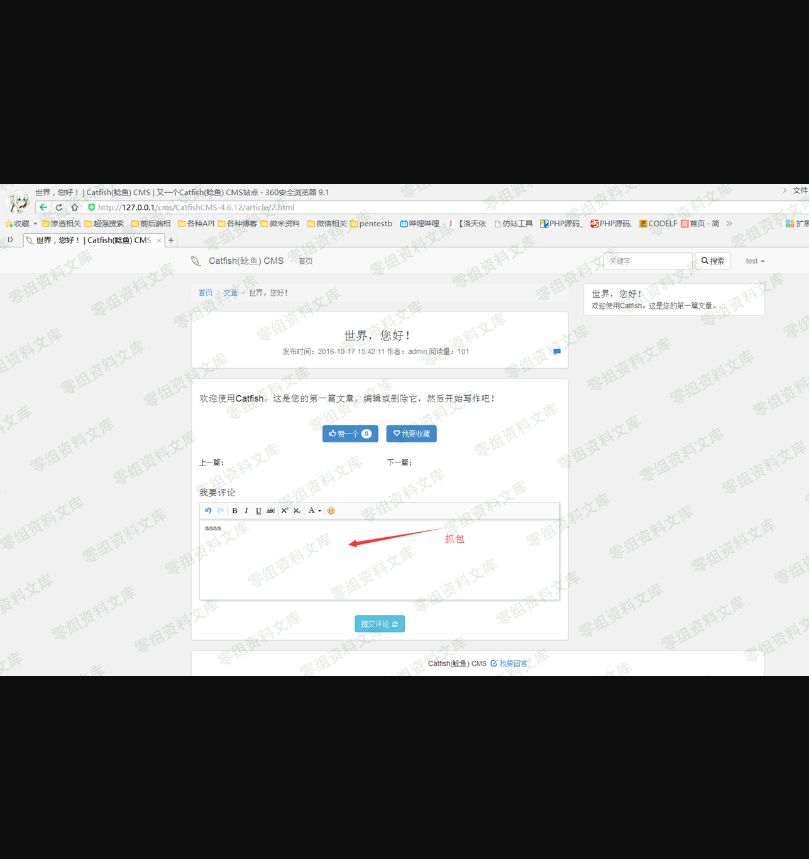 世界，您好！ | Catfish(鲶鱼) CMS | 又一个Catfish(鲶鱼) CMS站点 - 360安全浏览器 9.1
文件
http://127.0.0.1/cms/CatfishCMS-4.6.12/article/2.html
收藏 渗透相关 超强搜索 前后端相 各种API 各种博客 微米资料 微信相关 pentestb 哔哩哔哩 【洛天依 仿站工具 PHP源码, PHP源码, CODELF 首页 - 简 » 扩展
世界，您好！ | Catfish(鲶鱼) CMS × +
Catfish(鲶鱼) CMS 首页 关键字 搜索 test
首页 / 文章 / 世界，您好！
世界，您好！
欢迎使用Catfish。这是您的第一篇文章。...
世界，您好！
发布时间：2016-10-17 15:42:11 作者：admin 阅读量：101
欢迎使用Catfish。这是您的第一篇文章。编辑或删除它，然后开始写作吧！
赞一个 0 我要收藏
上一篇： 下一篇：
我要评论
B I U ABC X² X₂ A
aaaa
抓包
提交评论
Catfish(鲶鱼) CMS 我要留言
零组资料文库